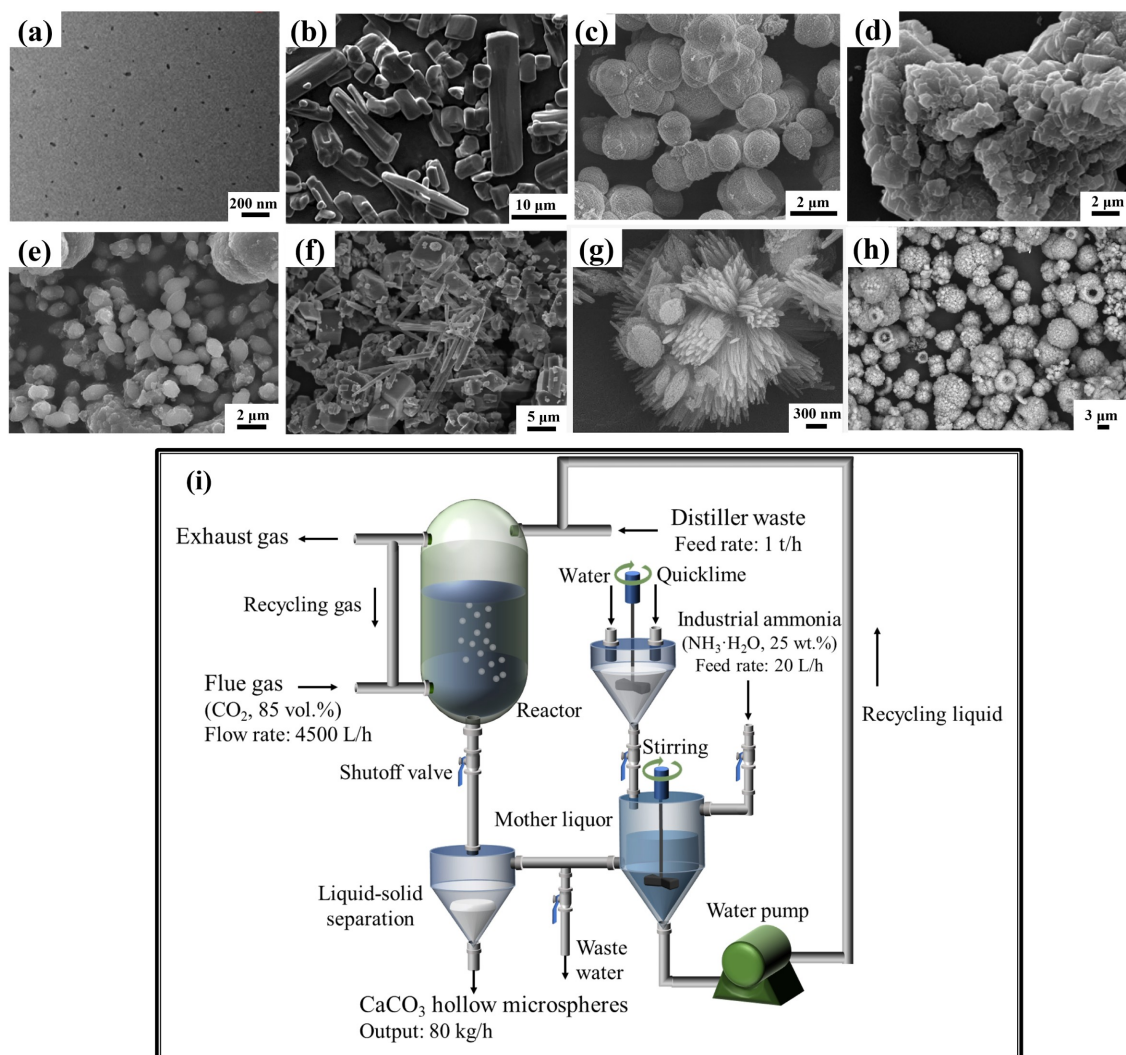 (a)
200 nm
(b)
10 μm
(c)
2 μm
(d)
2 μm
(e)
2 μm
(f)
5 μm
(g)
300 nm
(h)
3 μm
(i)
Exhaust gas
Recycling gas
Flue gas
(CO₂, 85 vol.%)
Flow rate: 4500 L/h
Reactor
Shutoff valve
Distiller waste
Feed rate: 1 t/h
Water
Quicklime
Industrial ammonia
(NH₃·H₂O, 25 wt.%)
Feed rate: 20 L/h
Recycling liquid
Stirring
Mother liquor
Liquid-solid
separation
Water pump
Waste
water
CaCO₃ hollow microspheres
Output: 80 kg/h